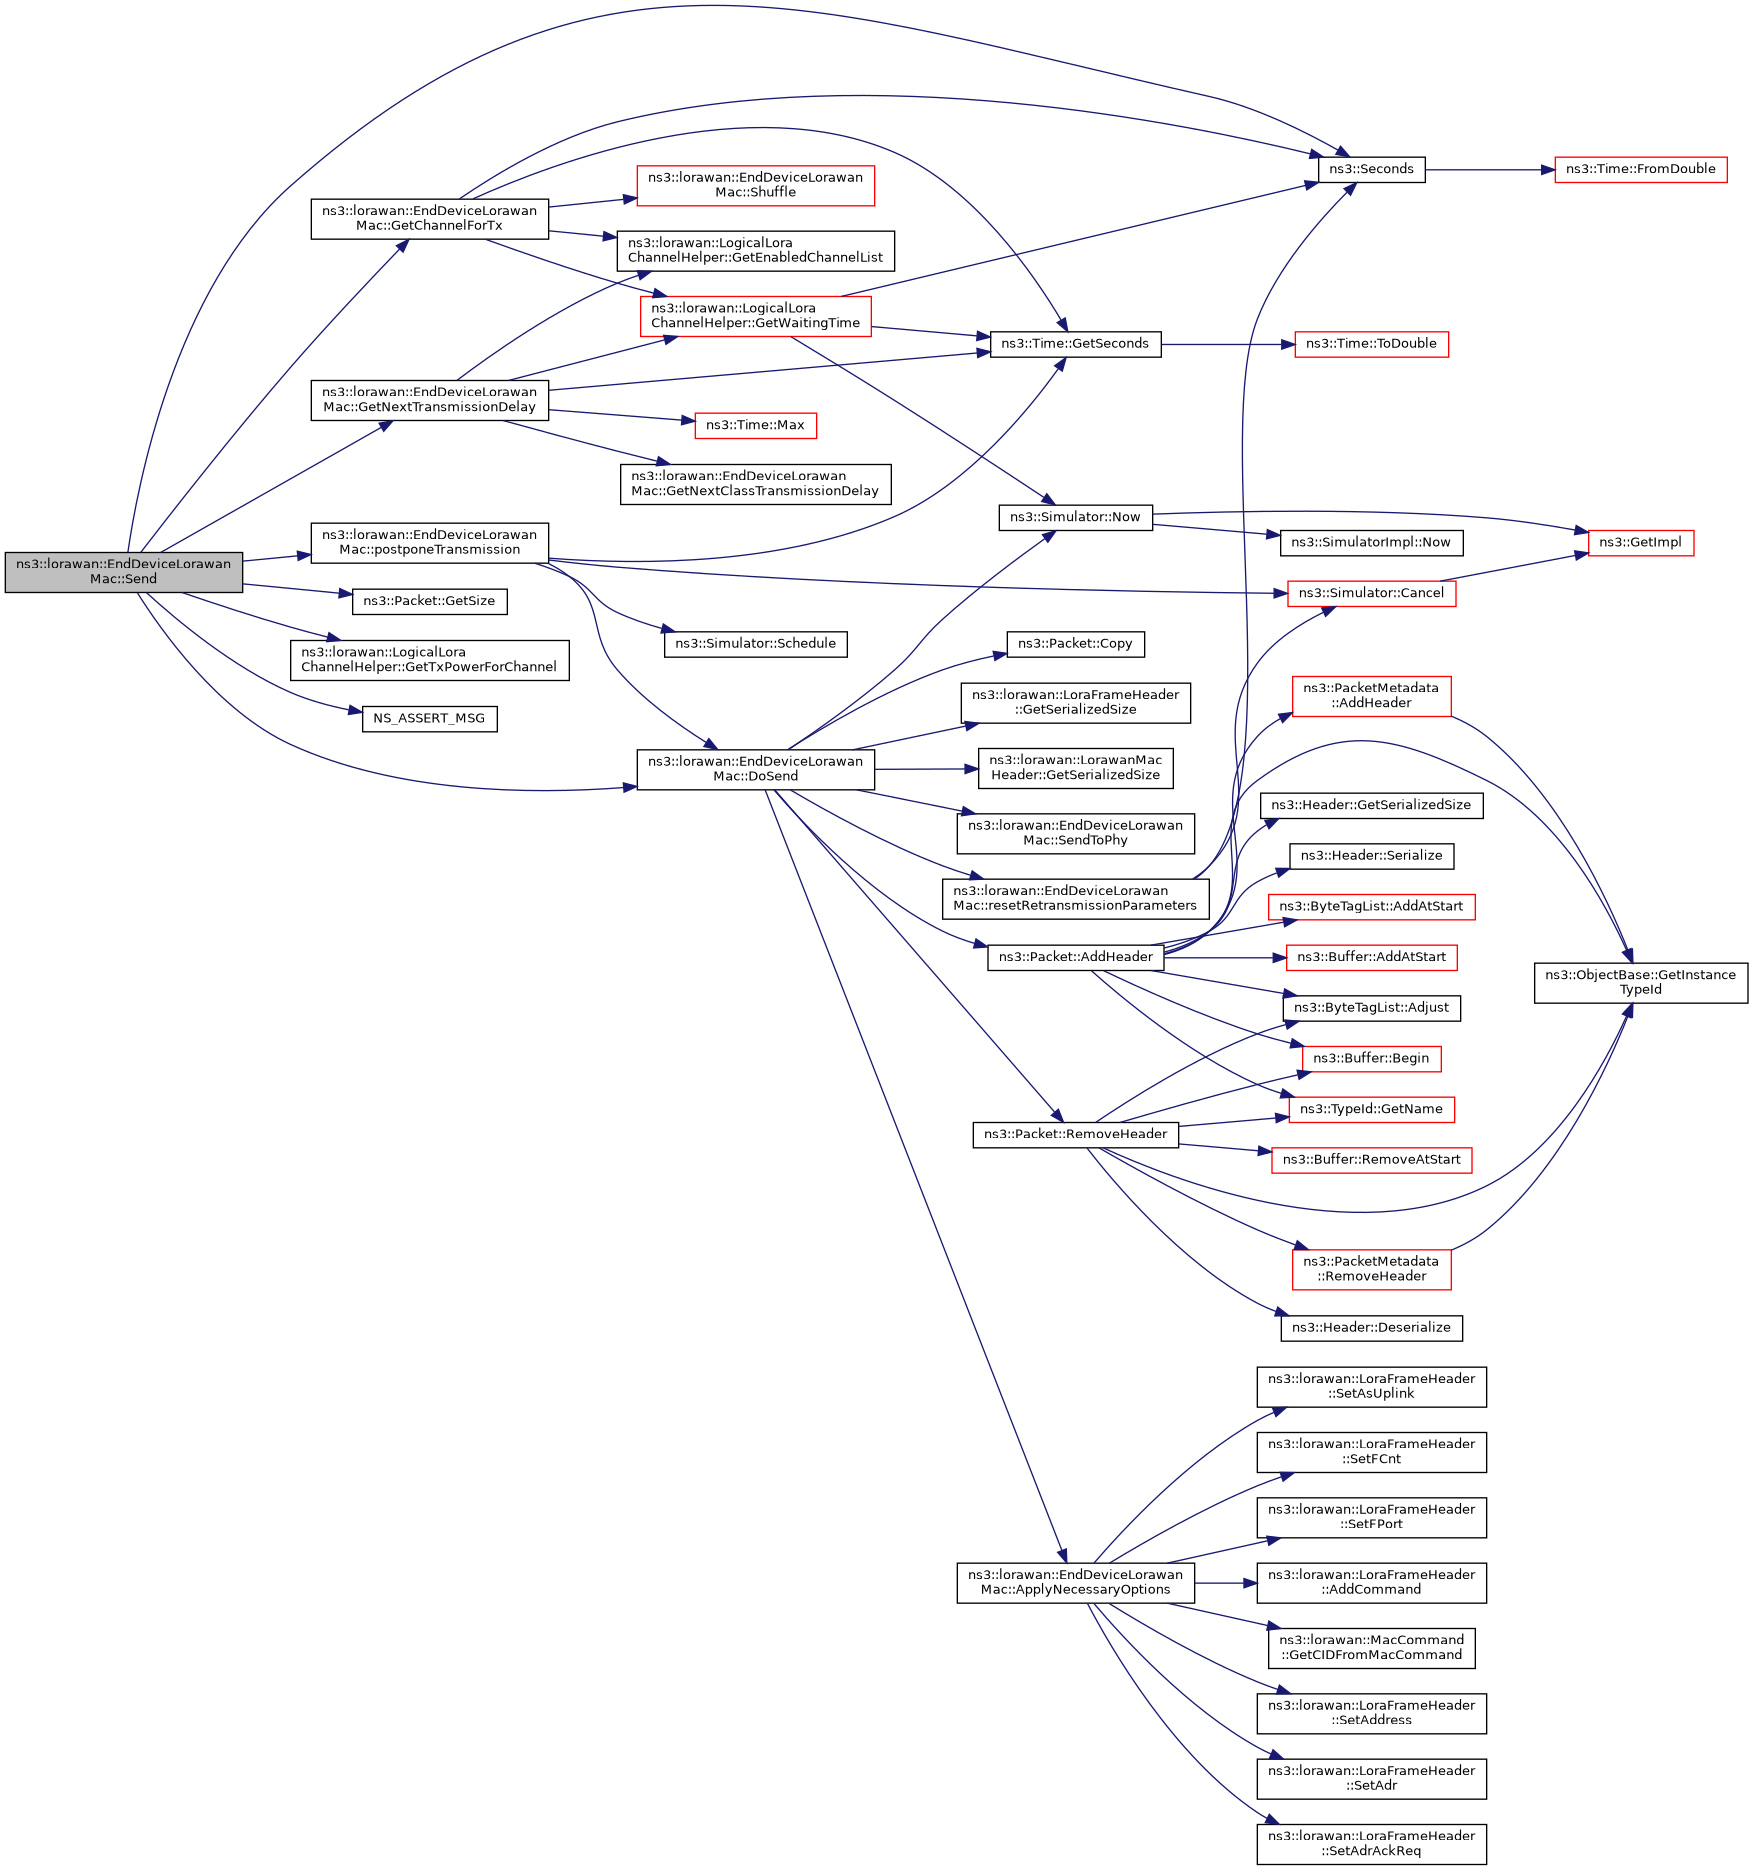 ns3::lorawan::EndDeviceLorawan
Mac::Send
ns3::lorawan::EndDeviceLorawan
Mac::GetChannelForTx
ns3::lorawan::EndDeviceLorawan
Mac::GetNextTransmissionDelay
ns3::lorawan::EndDeviceLorawan
Mac::postponeTransmission
ns3::Packet::GetSize
ns3::lorawan::LogicalLora
ChannelHelper::GetTxPowerForChannel
NS_ASSERT_MSG
ns3::lorawan::EndDeviceLorawan
Mac::Shuffle
ns3::lorawan::LogicalLora
ChannelHelper::GetEnabledChannelList
ns3::lorawan::LogicalLora
ChannelHelper::GetWaitingTime
ns3::Time::Max
ns3::lorawan::EndDeviceLorawan
Mac::GetNextClassTransmissionDelay
ns3::Simulator::Schedule
ns3::lorawan::EndDeviceLorawan
Mac::DoSend
ns3::Time::GetSeconds
ns3::Simulator::Now
ns3::Packet::Copy
ns3::lorawan::LoraFrameHeader
::GetSerializedSize
ns3::lorawan::LorawanMac
Header::GetSerializedSize
ns3::lorawan::EndDeviceLorawan
Mac::SendToPhy
ns3::lorawan::EndDeviceLorawan
Mac::resetRetransmissionParameters
ns3::Packet::AddHeader
ns3::Packet::RemoveHeader
ns3::lorawan::EndDeviceLorawan
Mac::ApplyNecessaryOptions
ns3::Seconds
ns3::Time::ToDouble
ns3::SimulatorImpl::Now
ns3::Simulator::Cancel
ns3::PacketMetadata
::AddHeader
ns3::Header::GetSerializedSize
ns3::Header::Serialize
ns3::ByteTagList::AddAtStart
ns3::Buffer::AddAtStart
ns3::ByteTagList::Adjust
ns3::Buffer::Begin
ns3::TypeId::GetName
ns3::Buffer::RemoveAtStart
ns3::PacketMetadata
::RemoveHeader
ns3::Header::Deserialize
ns3::lorawan::LoraFrameHeader
::SetAsUplink
ns3::lorawan::LoraFrameHeader
::SetFCnt
ns3::lorawan::LoraFrameHeader
::SetFPort
ns3::lorawan::LoraFrameHeader
::AddCommand
ns3::lorawan::MacCommand
::GetCIDFromMacCommand
ns3::lorawan::LoraFrameHeader
::SetAddress
ns3::lorawan::LoraFrameHeader
::SetAdr
ns3::lorawan::LoraFrameHeader
::SetAdrAckReq
ns3::Time::FromDouble
ns3::GetImpl
ns3::ObjectBase::GetInstance
TypeId